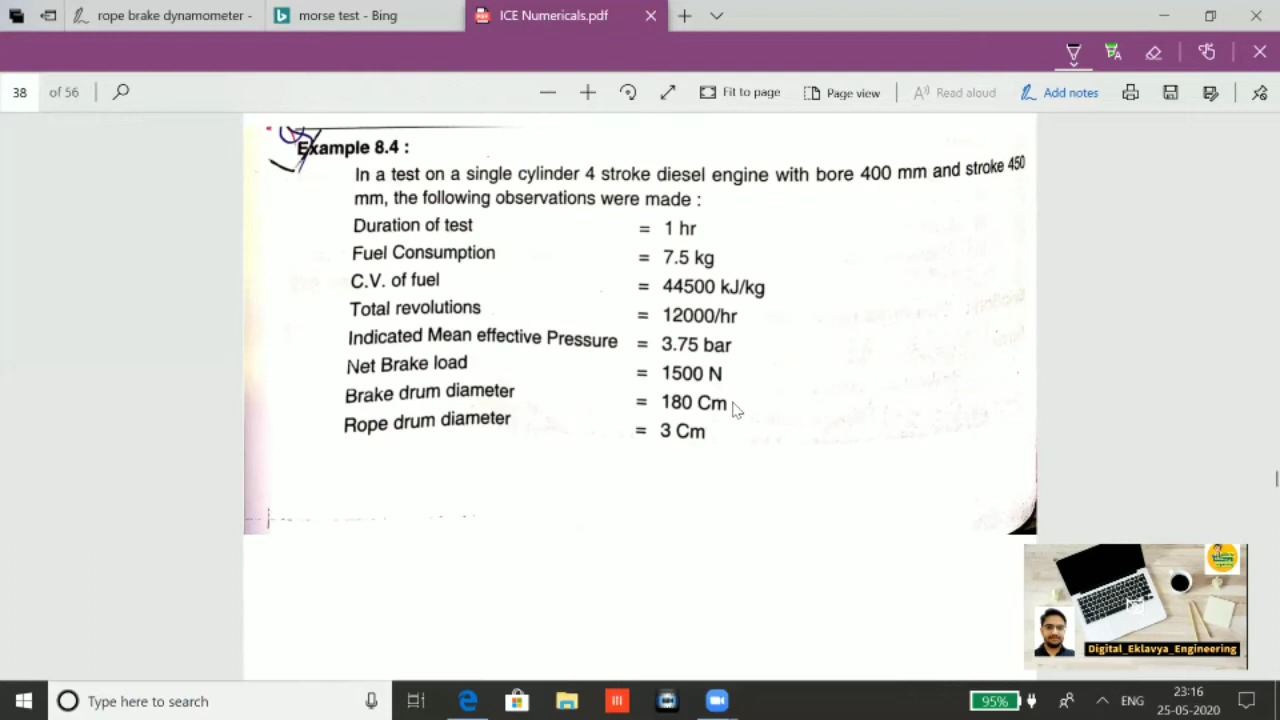 rope brake dynamometer -
morse test - Bing
ICE Numericals.pdf
38 of 56
Fit to page
Page view
Read aloud
Add notes
Example 8.4 :
In a test on a single cylinder 4 stroke diesel engine with bore 400 mm and stroke 450
mm, the following observations were made :
Duration of test = 1 hr
Fuel Consumption = 7.5 kg
C.V. of fuel = 44500 kJ/kg
Total revolutions = 12000/hr
Indicated Mean effective Pressure = 3.75 bar
Net Brake load = 1500 N
Brake drum diameter = 180 Cm
Rope drum diameter = 3 Cm
Digital_Eklavya_Engineering
Type here to search
95%
ENG
23:16
25-05-2020